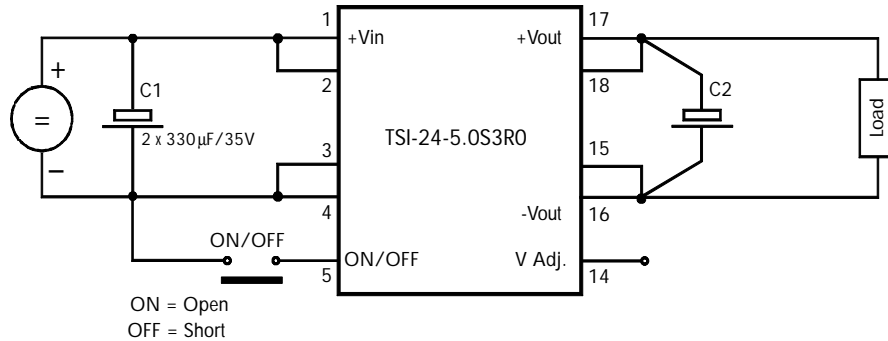 1
17
+Vin
+Vout
+
2
18
C1
C2
=
2 x 330µF/35V
TSI-24-5.0S3R0
Load
3
15
−
4
-Vout
16
ON/OFF
ON/OFF
V Adj.
5
14
ON = Open
OFF = Short